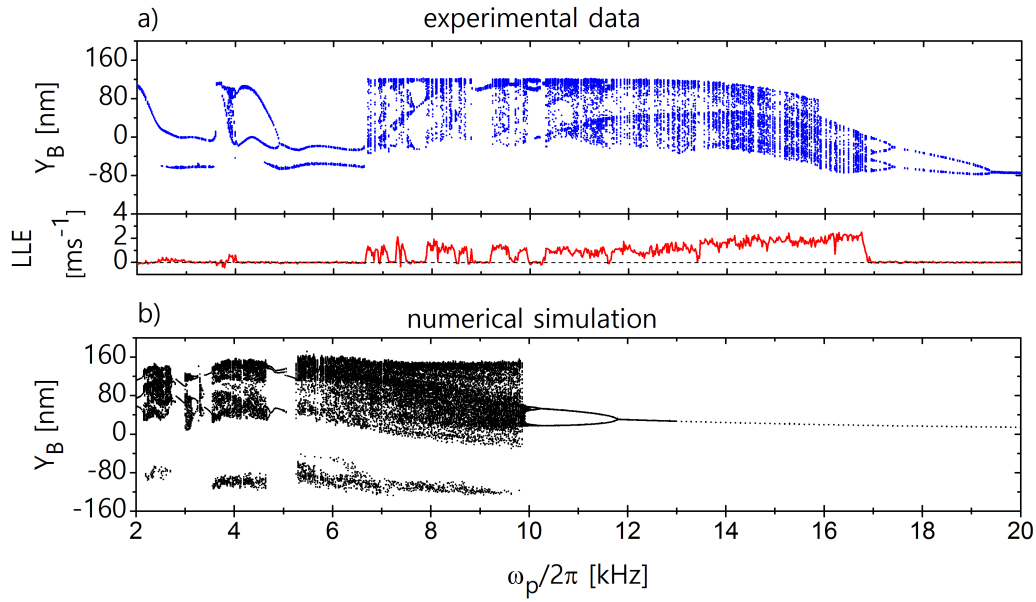 experimental data
a)
160
80
0
-80
Y_B [nm]
4
2
0
LLE
[ms⁻¹]
b)
numerical simulation
160
80
0
-80
-160
Y_B [nm]
2 4 6 8 10 12 14 16 18 20
ω_p/2π [kHz]